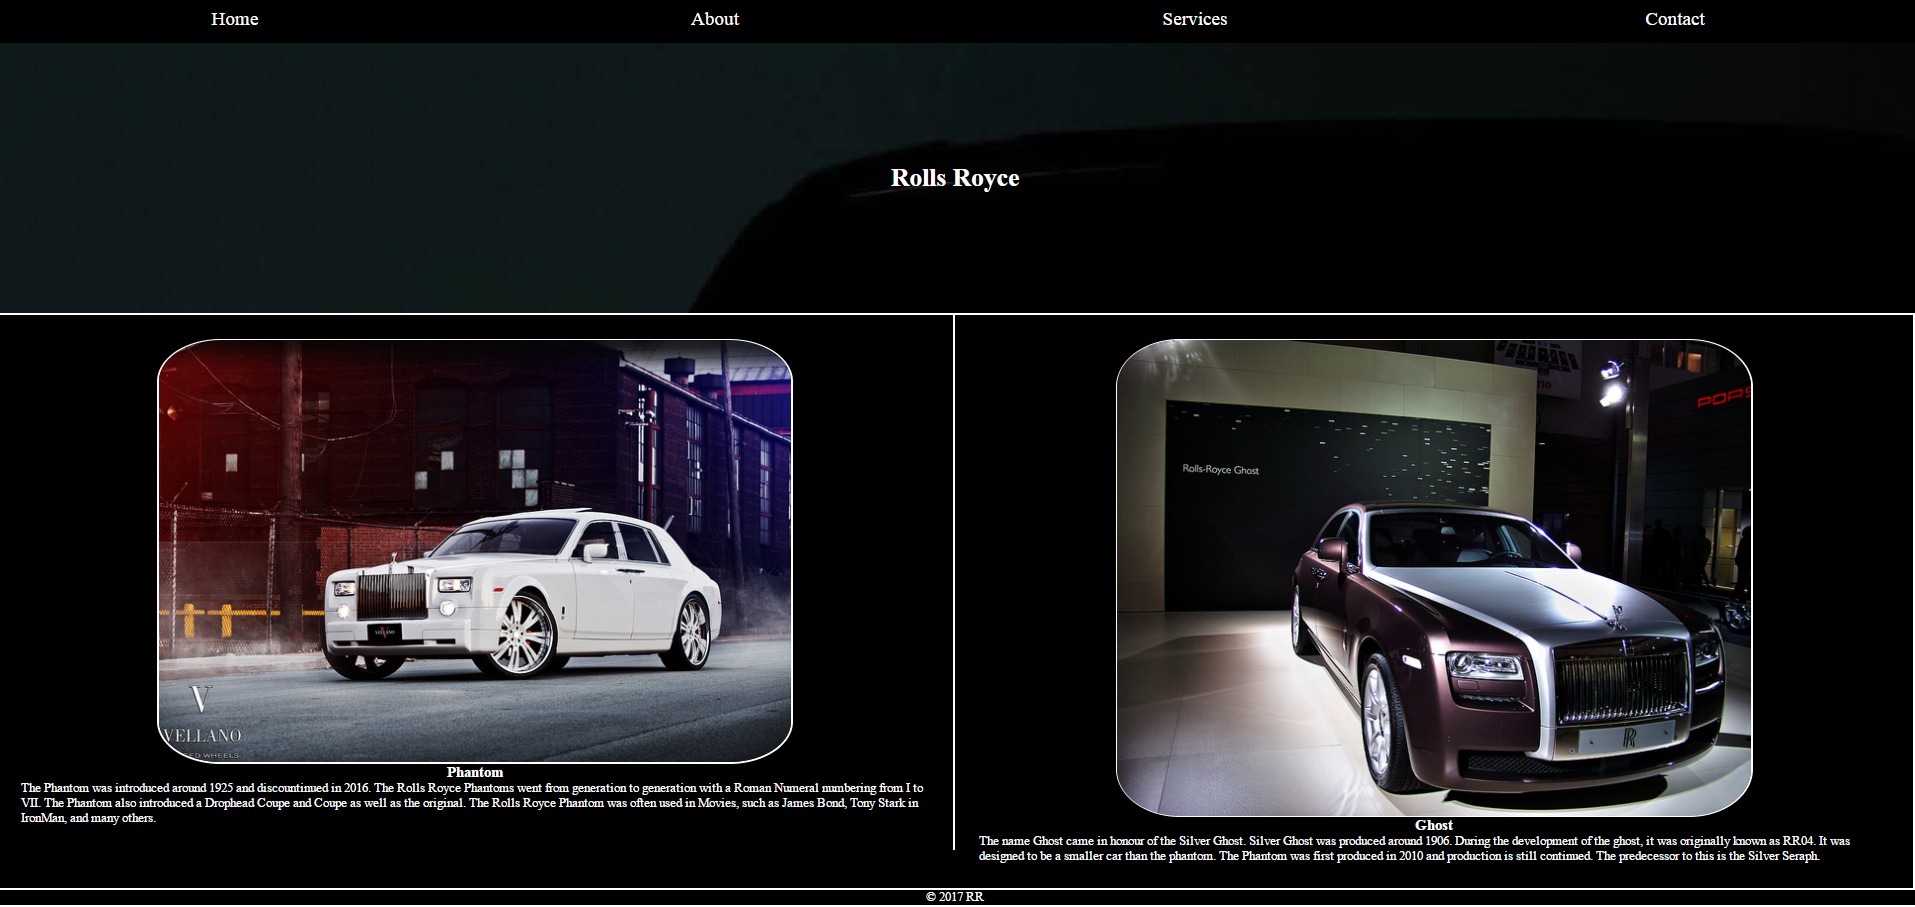 Home
About
Services
Contact
Rolls Royce
PORS
Rolls-Royce Ghost
VELLANO
V
VELLANO
ED WHEELS
RR
Phantom
The Phantom was introduced around 1925 and discountinued in 2016. The Rolls Royce Phantoms went from generation to generation with a Roman Numeral numbering from I to
VII. The Phantom also introduced a Drophead Coupe and Coupe as well as the original. The Rolls Royce Phantom was often used in Movies, such as James Bond, Tony Stark in
IronMan, and many others.
Ghost
The name Ghost came in honour of the Silver Ghost. Silver Ghost was produced around 1906. During the development of the ghost, it was originally known as RR04. It was
designed to be a smaller car than the phantom. The Phantom was first produced in 2010 and production is still continued. The predecessor to this is the Silver Seraph.
© 2017 RR